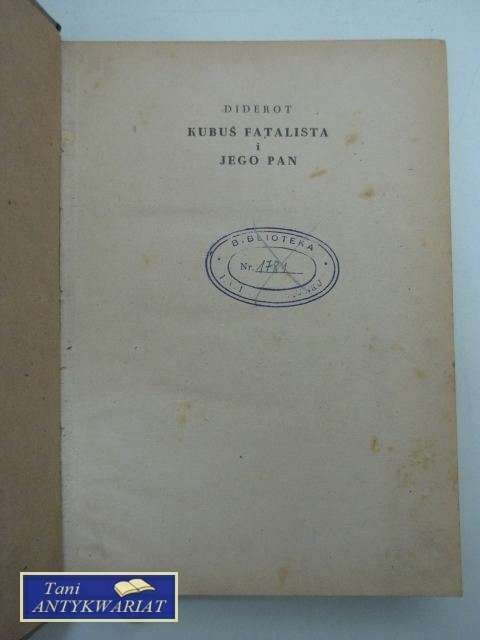 DIDEROT
KUBUŚ FATALISTA
i
JEGO PAN
BIBLIOTEKA
Nr. 1781
Tani
ANTYKWARIAT